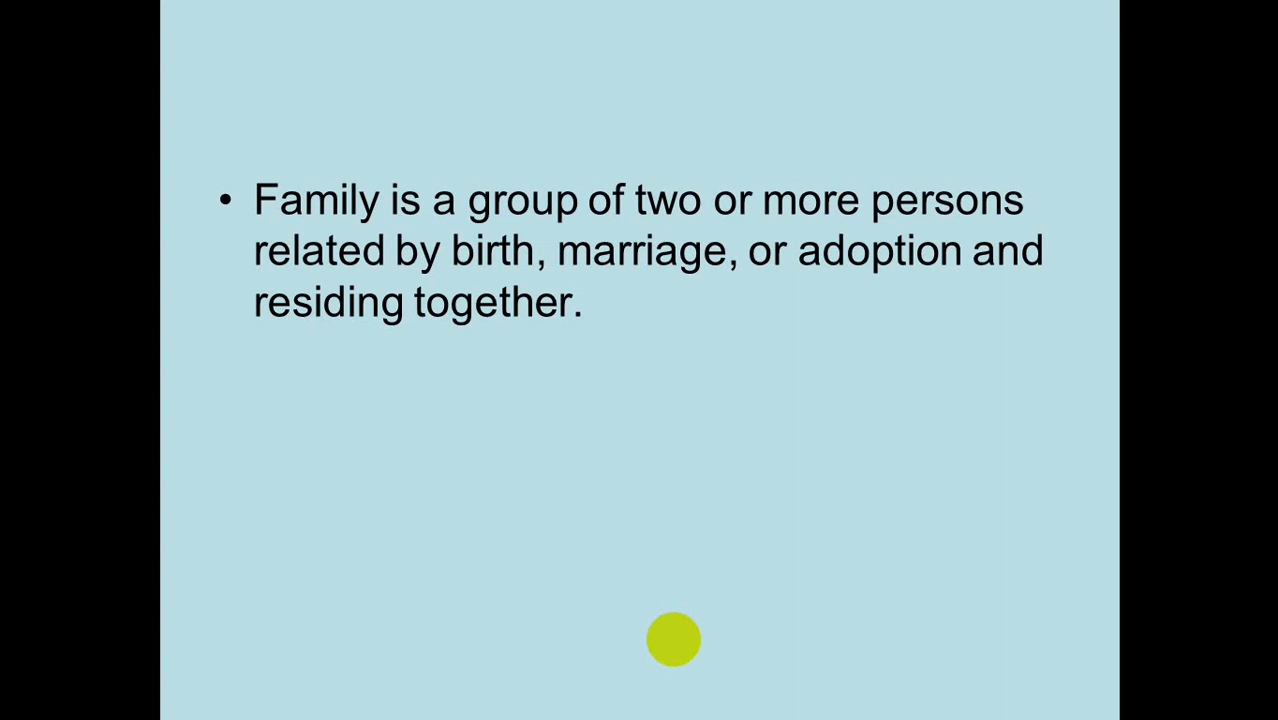 • Family is a group of two or more persons
related by birth, marriage, or adoption and
residing together.